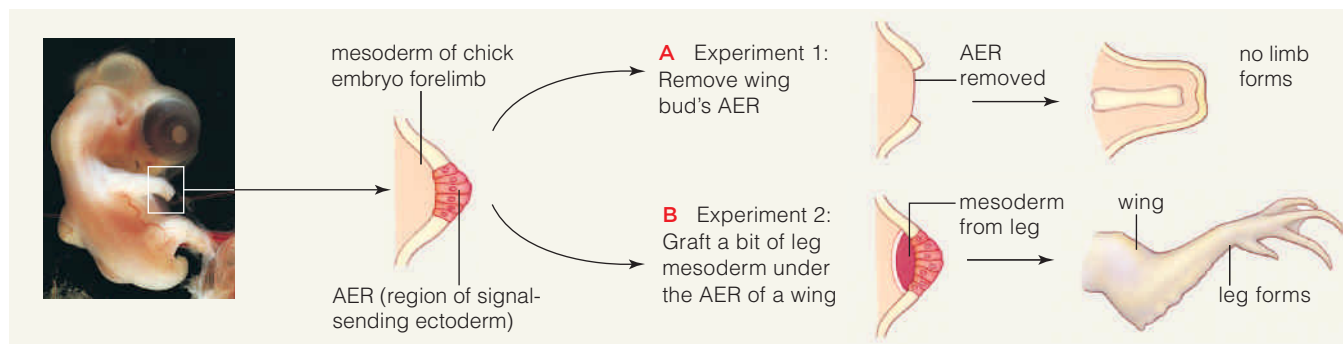 mesoderm of chick
embryo forelimb
AER (region of signal-
sending ectoderm)
A Experiment 1:
Remove wing
bud's AER
AER
removed
no limb
forms
B Experiment 2:
Graft a bit of leg
mesoderm under
the AER of a wing
mesoderm
from leg
wing
leg forms